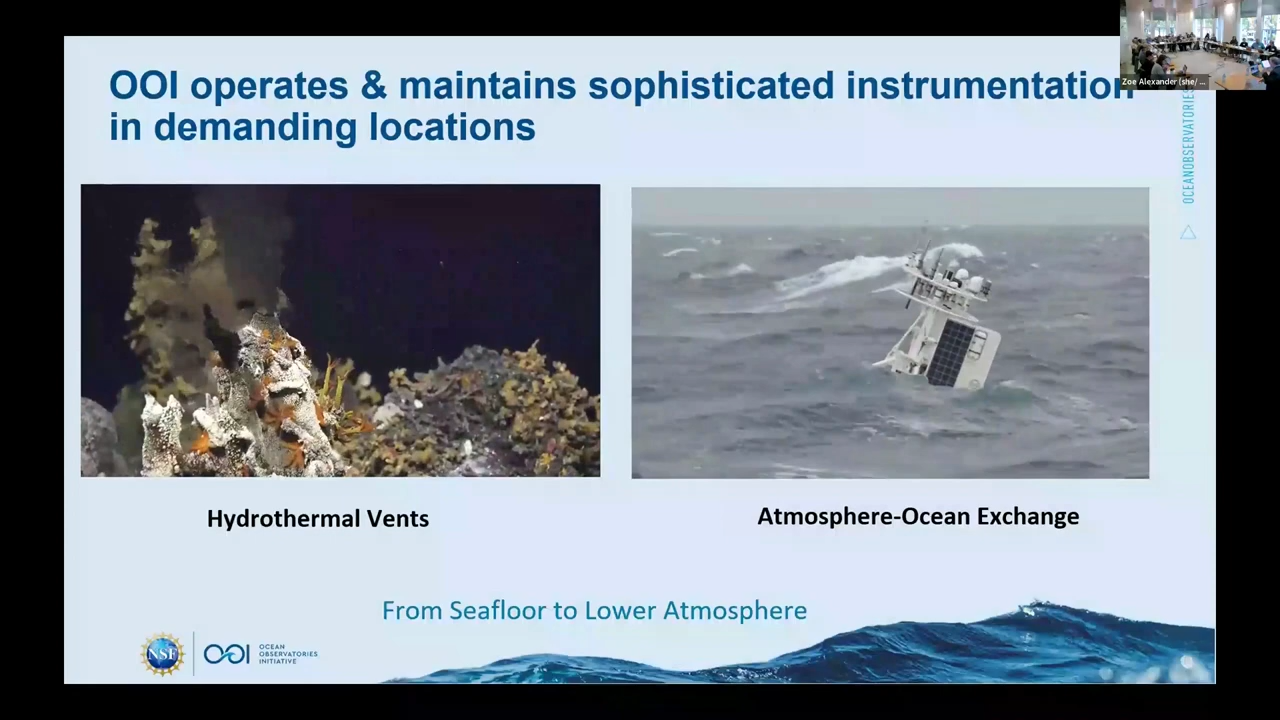 OOI operates & maintains sophisticated instrumentation
in demanding locations
Zoe Alexander (she/ ...
OCEANOBSERVATORIES
Hydrothermal Vents
Atmosphere-Ocean Exchange
From Seafloor to Lower Atmosphere
NSF
OOI
OCEAN
OBSERVATORIES
INITIATIVE